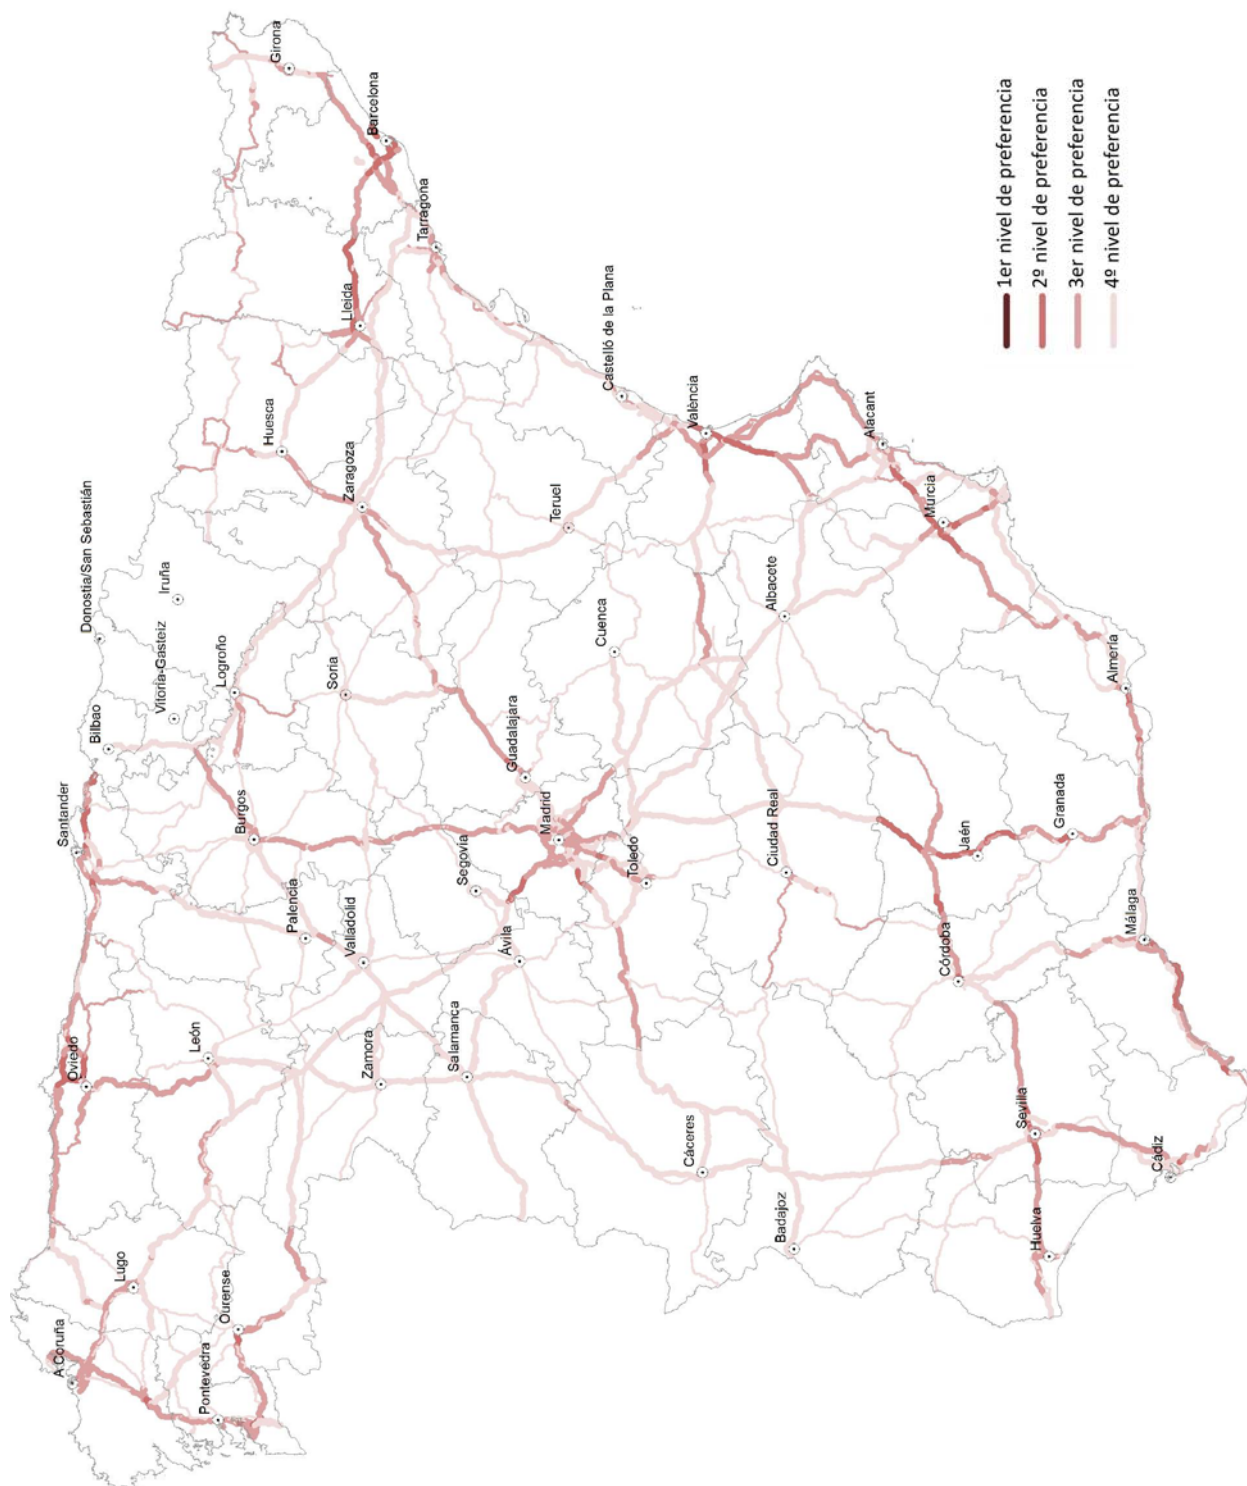 A Coruña
Lugo
Pontevedra
Ourense
Oviedo
León
Zamora
Salamanca
Santander
Palencia
Valladolid
Burgos
Segovia
Ávila
Bilbao
Donostia/San Sebastián
Vitoria-Gasteiz
Iruña
Logroño
Soria
Huesca
Zaragoza
Lleida
Girona
Barcelona
Tarragona
Teruel
Guadalajara
Madrid
Toledo
Cuenca
Castelló de la Plana
València
Cáceres
Badajoz
Ciudad Real
Albacete
Alacant
Murcia
Huelva
Sevilla
Córdoba
Jaén
Granada
Almería
Cádiz
Málaga
1er nivel de preferencia
2º nivel de preferencia
3er nivel de preferencia
4º nivel de preferencia